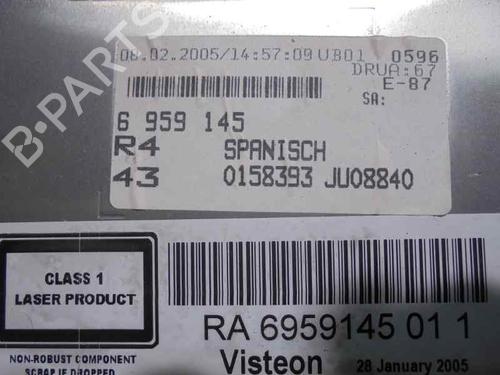 08.02.2005/14:57:09 UB01 0596
DRUA:67
E-87
SA:
6 959 145
R4 SPANISCH
43 0158393 JU08840
CLASS 1
LASER PRODUCT
RA 6959145 01 1
NON-ROBUST COMPONENT
SCRAP IF DROPPED
Visteon 28 January 2005
B-PARTS